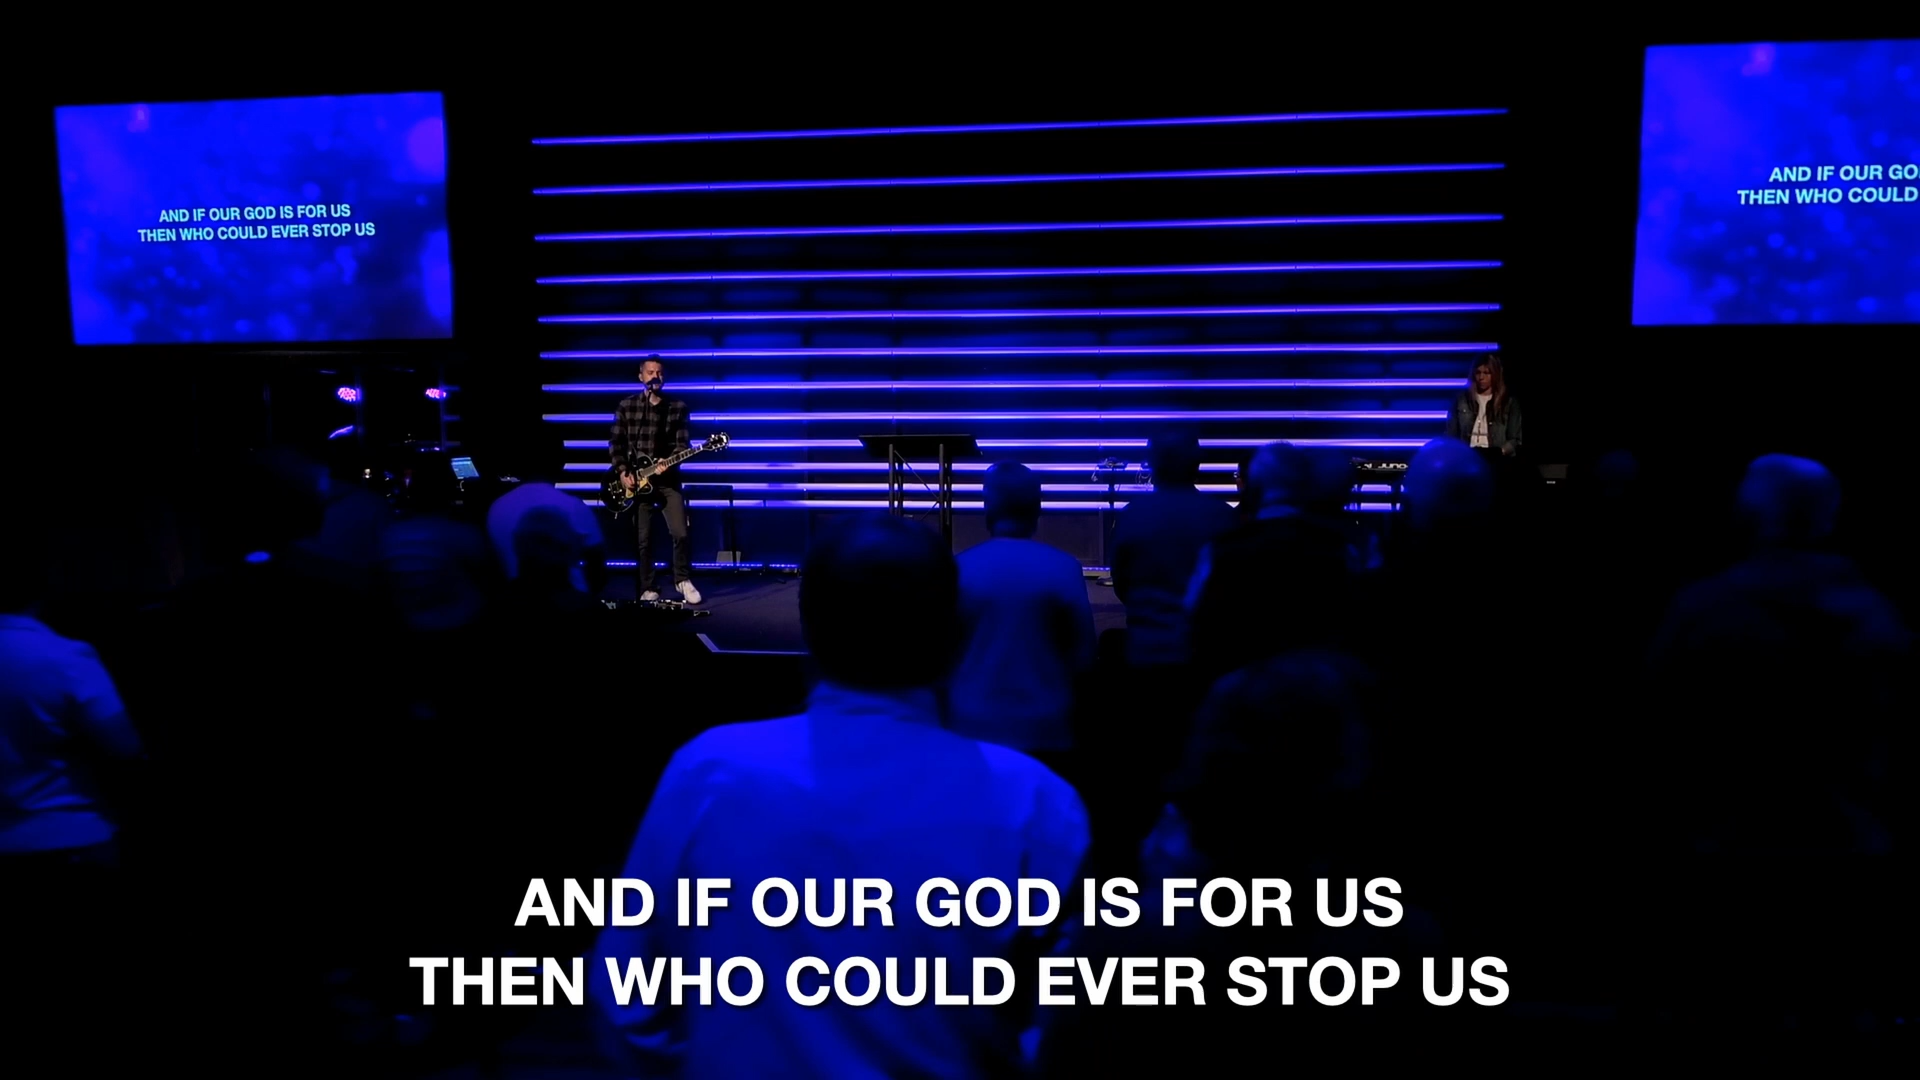 AND IF OUR GOD IS FOR US
THEN WHO COULD EVER STOP US
AND IF OUR GO
THEN WHO COULD
JUNO
AND IF OUR GOD IS FOR US
THEN WHO COULD EVER STOP US